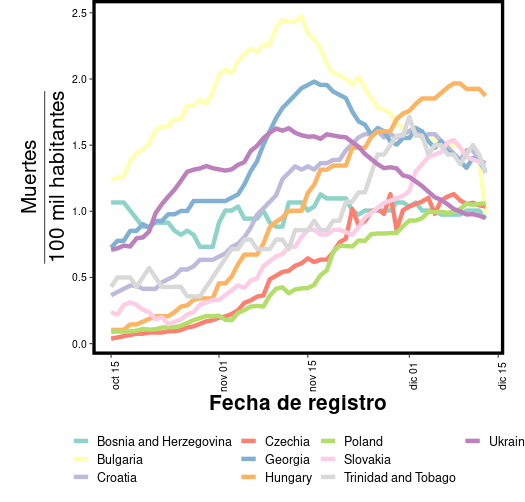 2.5
2.0
1.5
1.0
0.5
0.0
Muertes
100 mil habitantes
oct 15
nov 01
nov 15
dic 01
dic 15
Fecha de registro
Bosnia and Herzegovina Czechia Poland Ukrain
Bulgaria Georgia Slovakia
Croatia Hungary Trinidad and Tobago